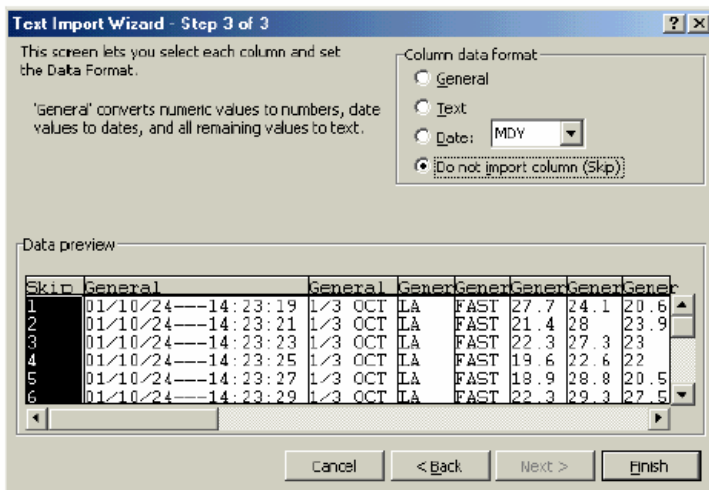 Text Import Wizard - Step 3 of 3
This screen lets you select each column and set
the Data Format.
'General' converts numeric values to numbers, date
values to dates, and all remaining values to text.
Column data format
General
Text
Date: MDY
Do not import column (Skip)
Data preview
Skip General General Gener Gener Gener Gener Gener
1 01/10/24---14:23:19 1/3 OCT LA FAST 27.7 24.1 20.6
2 01/10/24---14:23:21 1/3 OCT LA FAST 21.4 28 23.9
3 01/10/24---14:23:23 1/3 OCT LA FAST 22.3 27.3 23
4 01/10/24---14:23:25 1/3 OCT LA FAST 19.6 22.6 22
5 01/10/24---14:23:27 1/3 OCT LA FAST 18.9 28.8 20.5
6 01/10/24---14:23:29 1/3 OCT LA FAST 22.3 29.3 27.5
Cancel < Back Next > Finish